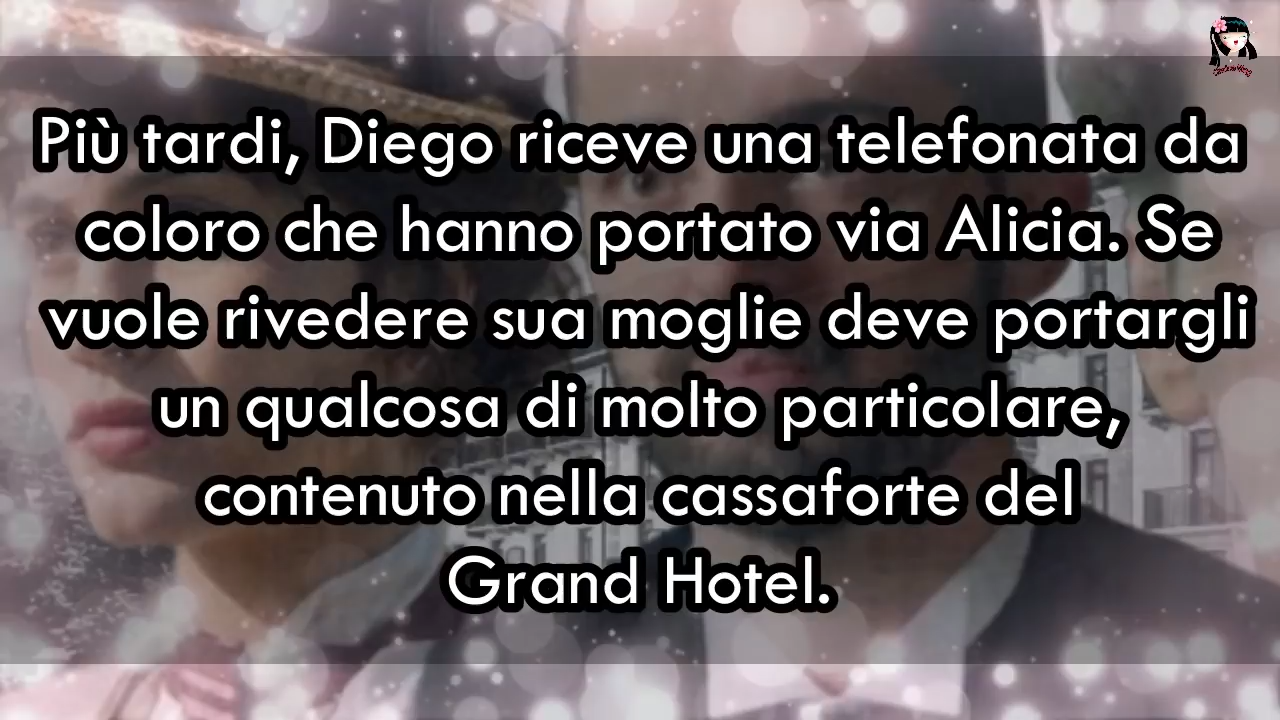 Più tardi, Diego riceve una telefonata da
coloro che hanno portato via Alicia. Se
vuole rivedere sua moglie deve portargli
un qualcosa di molto particolare,
contenuto nella cassaforte del
Grand Hotel.